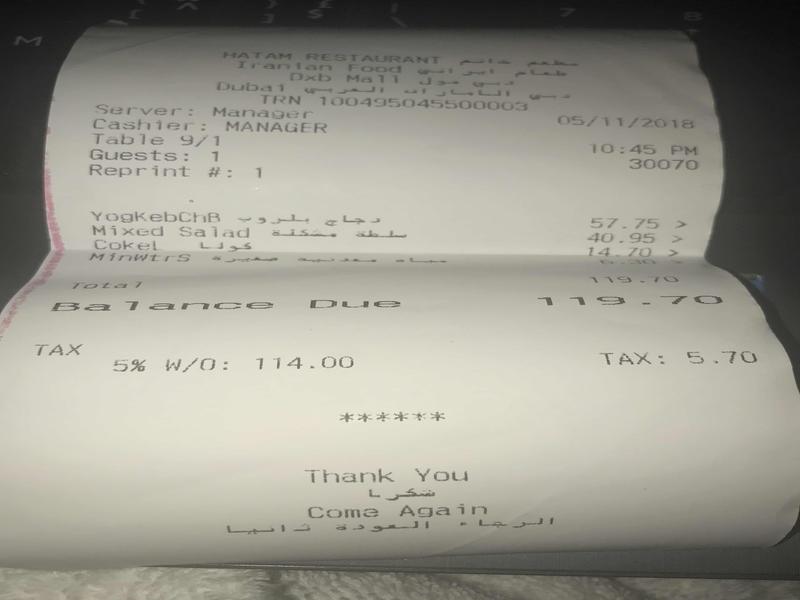 HATAM RESTAURANT مطعم حاتم
Iranian Food طعام ايراني
Dxb Mall دبي مول
Dubai دبي الامارات العربي
TRN 100495045500003
Server: Manager 05/11/2018
Cashier: MANAGER
Table 9/1 10:45 PM
Guests: 1 30070
Reprint #: 1
YogKebChB دجاج بلروب 57.75 >
Mixed Salad سلطة مشكلة 40.95 >
Cokel كولا 14.70 >
MinWtrS مياه معدنية صغيرة 6.30 >
Total 119.70
Balance Due 119.70
TAX
5% W/O: 114.00 TAX: 5.70
******
Thank You
شكرا
Come Again
الرجاء العودة ثانيا